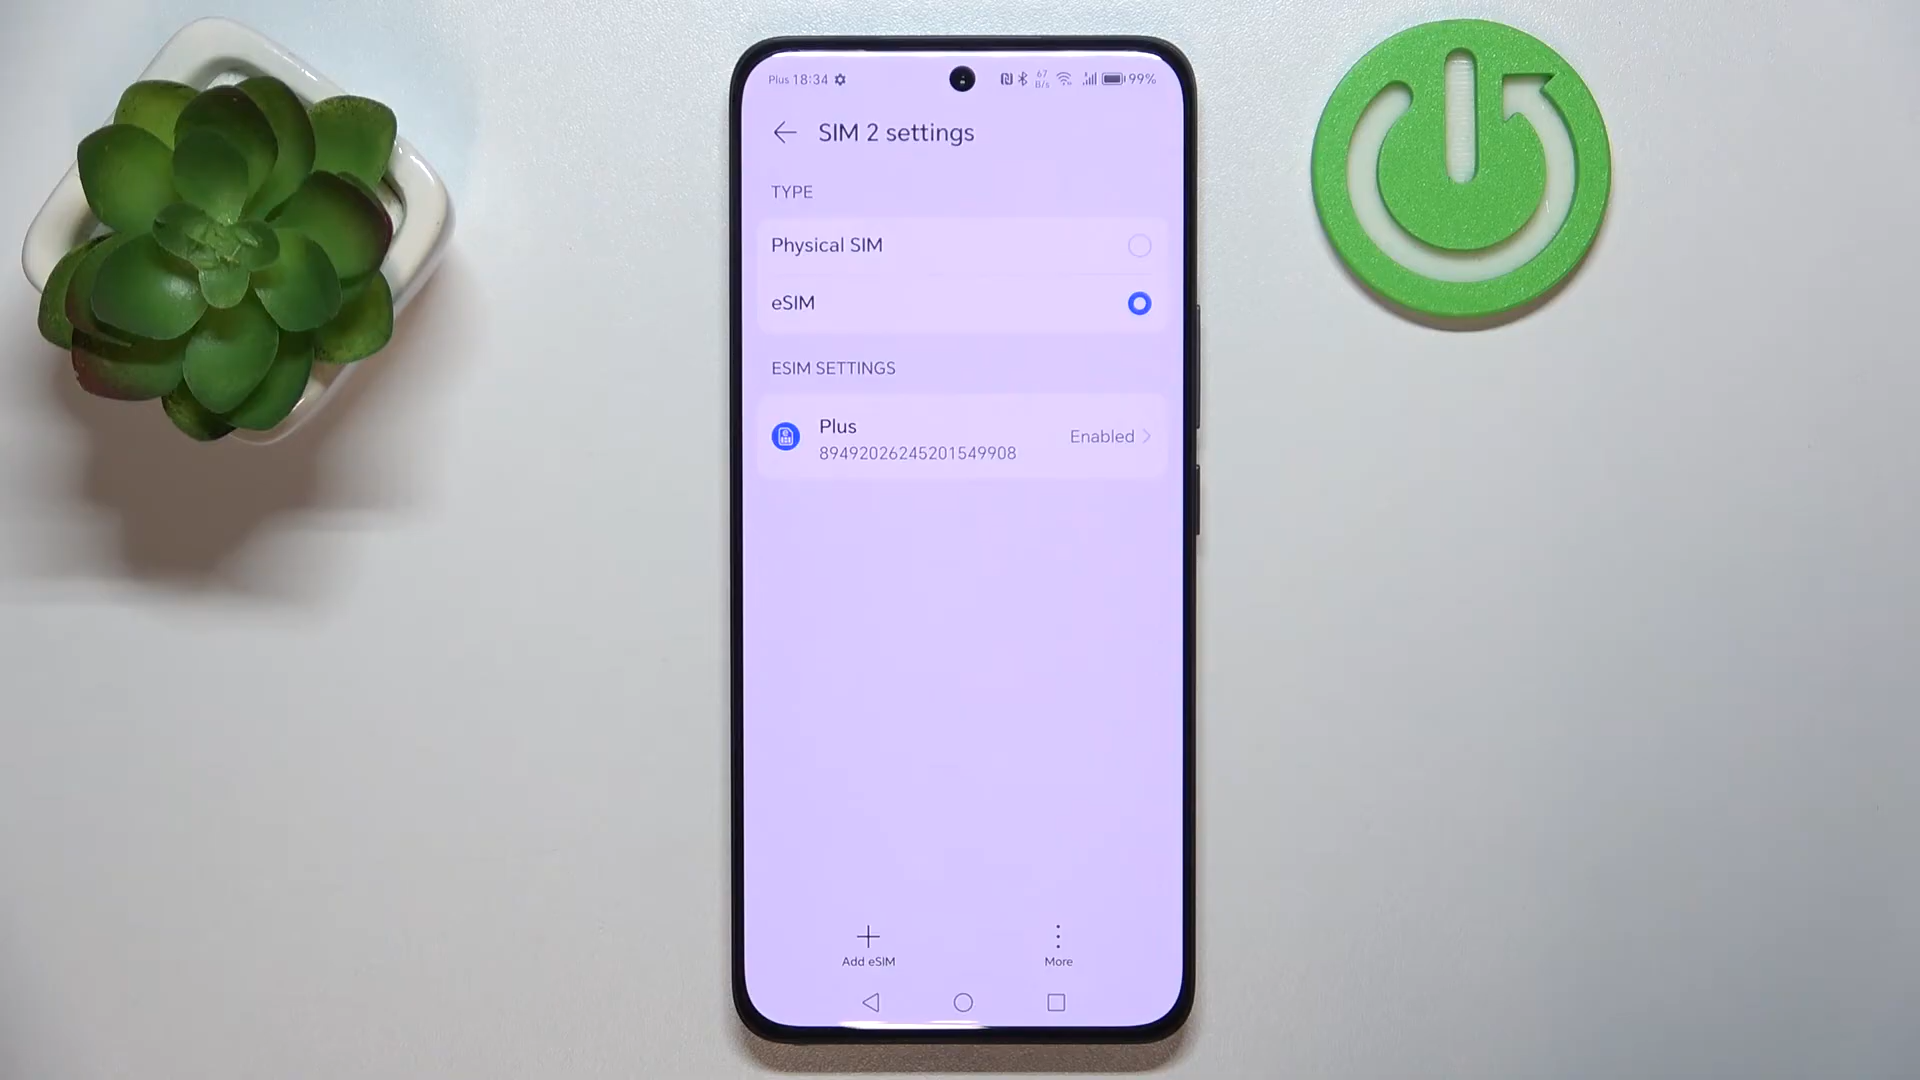 Plus 18:34 67 B/s 99%
SIM 2 settings
TYPE
Physical SIM
eSIM
ESIM SETTINGS
Plus
89492026245201549908
Enabled
Add eSIM
More